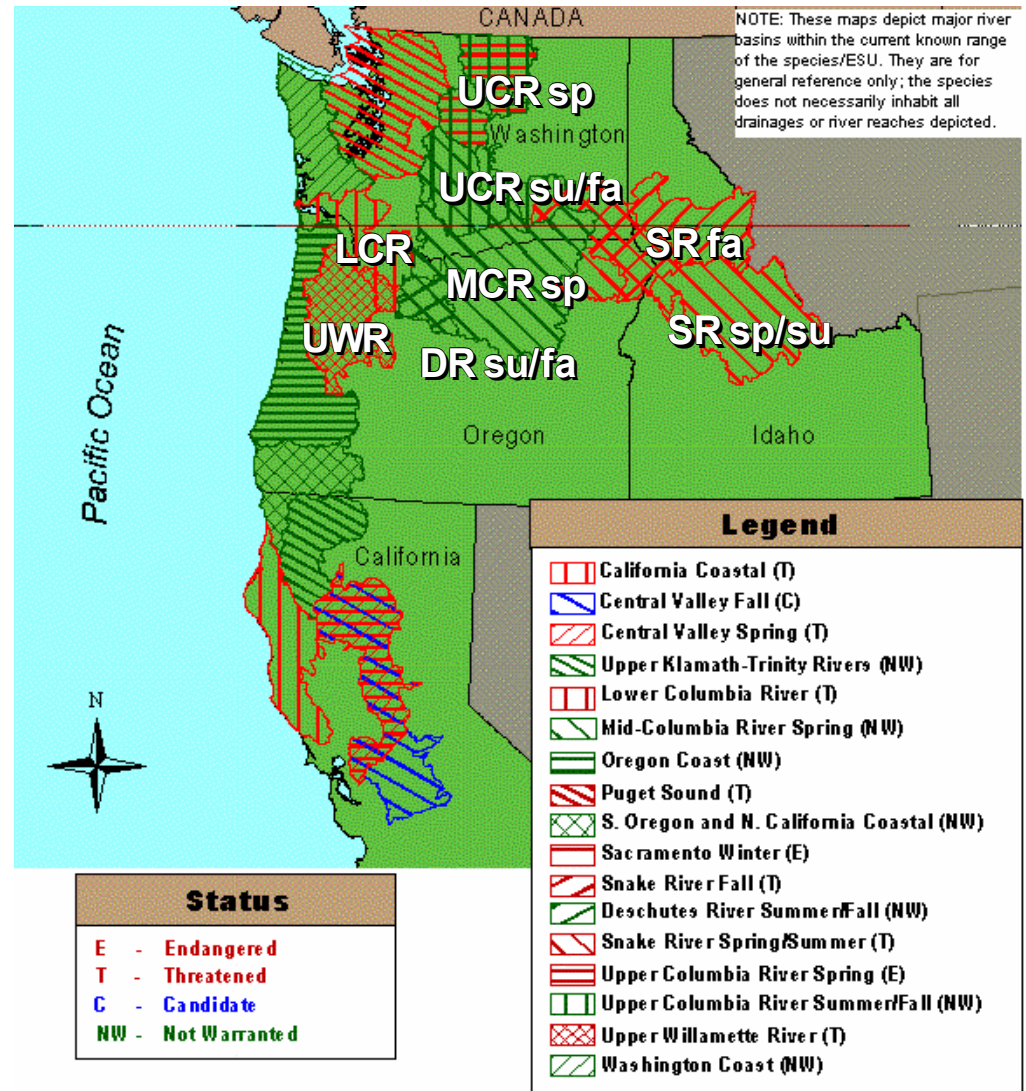 CANADA
NOTE: These maps depict major river
basins within the current known range
of the species/ESU. They are for
general reference only; the species
does not necessarily inhabit all
drainages or river reaches depicted.
UCR sp
Washington
UCR su/fa
LCR
SR fa
MCR sp
UWR
SR sp/su
DR su/fa
Pacific Ocean
Oregon
Idaho
California
N
Legend
California Coastal (T)
Central Valley Fall (C)
Central Valley Spring (T)
Upper Klamath-Trinity Rivers (NW)
Lower Columbia River (T)
Mid-Columbia River Spring (NW)
Oregon Coast (NW)
Puget Sound (T)
S. Oregon and N. California Coastal (NW)
Sacramento Winter (E)
Snake River Fall (T)
Deschutes River Summer/Fall (NW)
Snake River Spring/Summer (T)
Upper Columbia River Spring (E)
Upper Columbia River Summer/Fall (NW)
Upper Willamette River (T)
Washington Coast (NW)
Status
E - Endangered
T - Threatened
C - Candidate
NW - Not Warranted